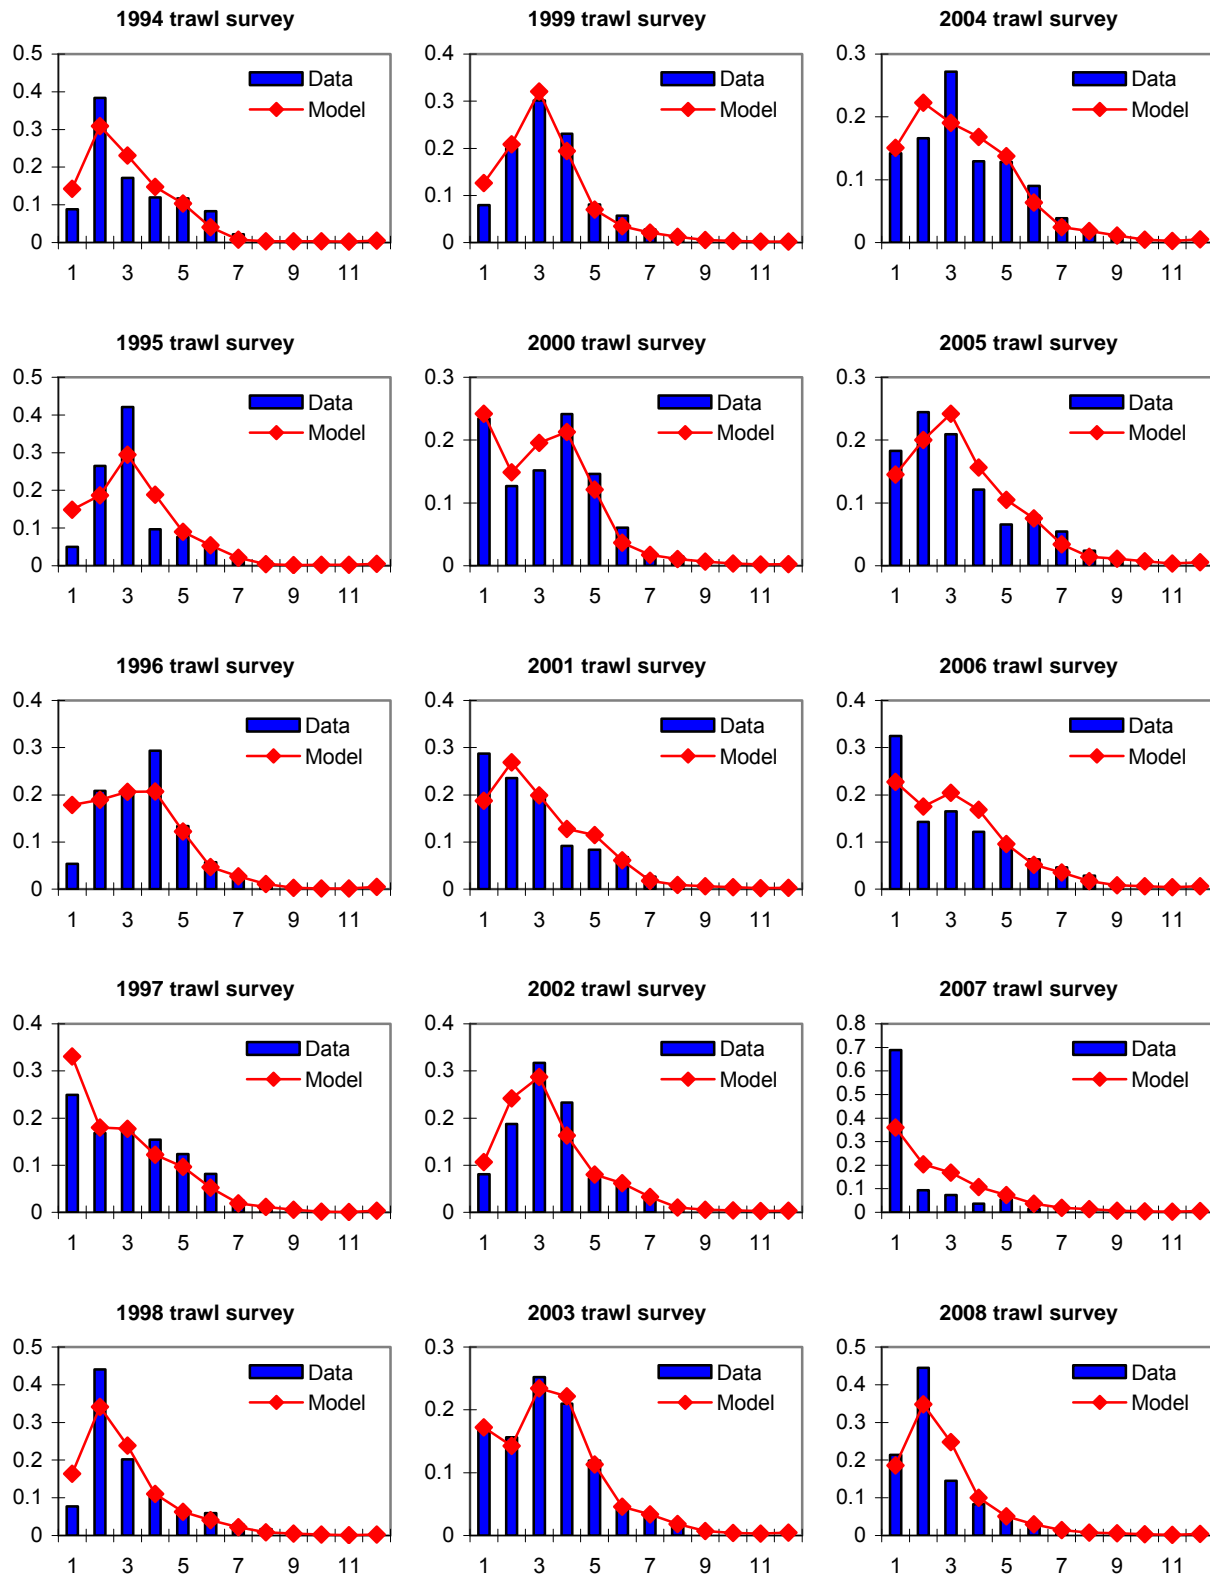 1994 trawl survey
0.5
0.4
0.3
0.2
0.1
0
Data
Model
1 3 5 7 9 11
1999 trawl survey
0.4
0.3
0.2
0.1
0
Data
Model
1 3 5 7 9 11
2004 trawl survey
0.3
0.2
0.1
0
Data
Model
1 3 5 7 9 11
1995 trawl survey
0.5
0.4
0.3
0.2
0.1
0
Data
Model
1 3 5 7 9 11
2000 trawl survey
0.3
0.2
0.1
0
Data
Model
1 3 5 7 9 11
2005 trawl survey
0.3
0.2
0.1
0
Data
Model
1 3 5 7 9 11
1996 trawl survey
0.4
0.3
0.2
0.1
0
Data
Model
1 3 5 7 9 11
2001 trawl survey
0.4
0.3
0.2
0.1
0
Data
Model
1 3 5 7 9 11
2006 trawl survey
0.4
0.3
0.2
0.1
0
Data
Model
1 3 5 7 9 11
1997 trawl survey
0.4
0.3
0.2
0.1
0
Data
Model
1 3 5 7 9 11
2002 trawl survey
0.4
0.3
0.2
0.1
0
Data
Model
1 3 5 7 9 11
2007 trawl survey
0.8
0.7
0.6
0.5
0.4
0.3
0.2
0.1
0
Data
Model
1 3 5 7 9 11
1998 trawl survey
0.5
0.4
0.3
0.2
0.1
0
Data
Model
1 3 5 7 9 11
2003 trawl survey
0.3
0.2
0.1
0
Data
Model
1 3 5 7 9 11
2008 trawl survey
0.5
0.4
0.3
0.2
0.1
0
Data
Model
1 3 5 7 9 11